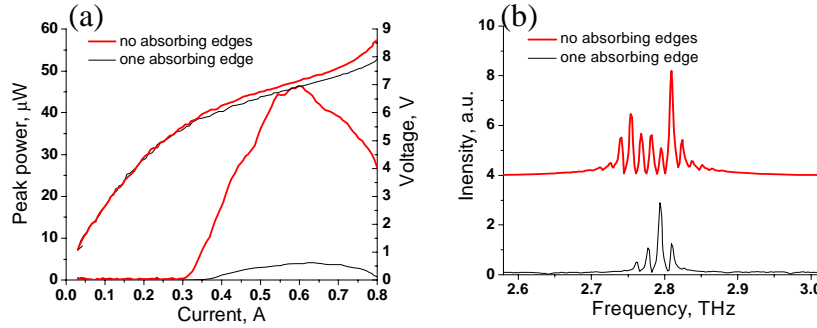 (a)
no absorbing edges
one absorbing edge
Peak power, µW
60
50
40
30
20
10
0
0.0 0.1 0.2 0.3 0.4 0.5 0.6 0.7 0.8
Current, A
9
8
7
6
5
4
3
2
1
0
Voltage, V
(b)
no absorbing edges
one absorbing edge
Inensity, a.u.
10
8
6
4
2
0
2.6 2.7 2.8 2.9 3.0
Frequency, THz